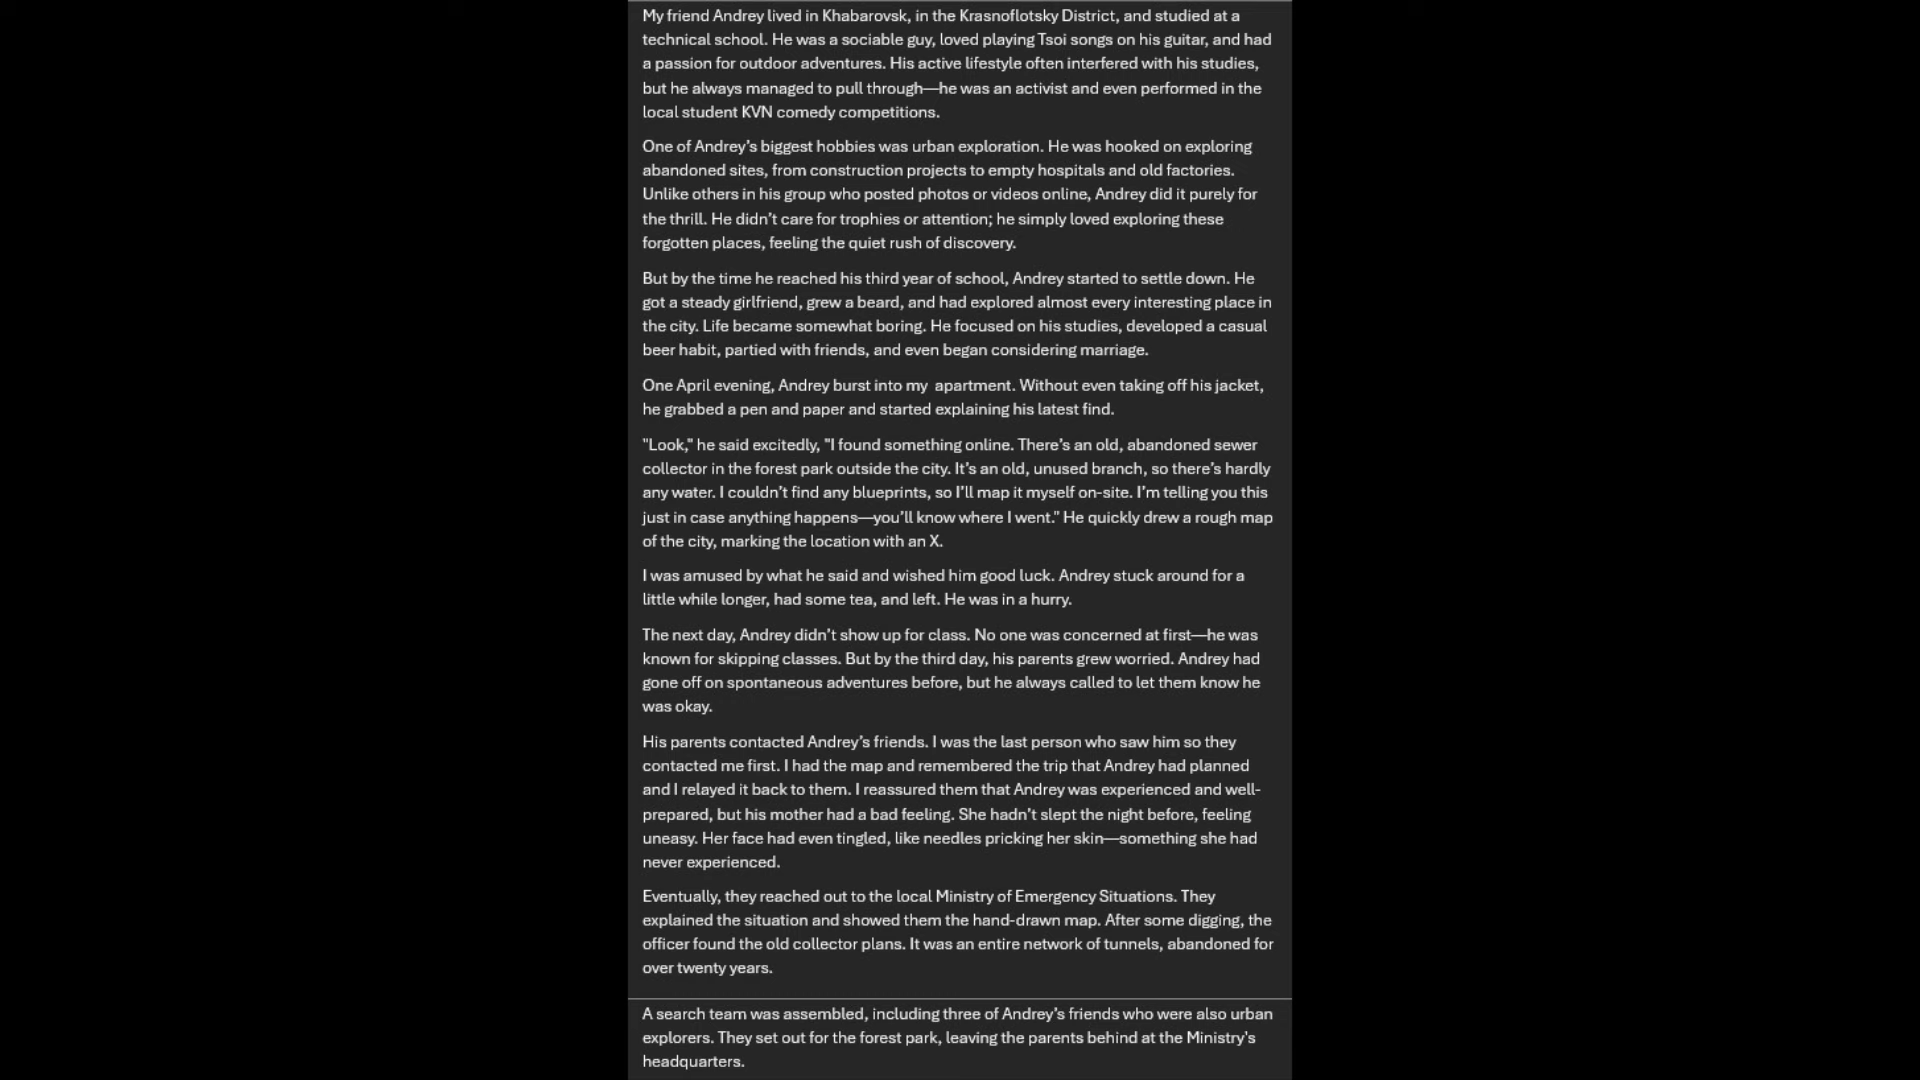 My friend Andrey lived in Khabarovsk, in the Krasnoflotsky District, and studied at a
technical school. He was a sociable guy, loved playing Tsoi songs on his guitar, and had
a passion for outdoor adventures. His active lifestyle often interfered with his studies,
but he always managed to pull through—he was an activist and even performed in the
local student KVN comedy competitions.
One of Andrey’s biggest hobbies was urban exploration. He was hooked on exploring
abandoned sites, from construction projects to empty hospitals and old factories.
Unlike others in his group who posted photos or videos online, Andrey did it purely for
the thrill. He didn’t care for trophies or attention; he simply loved exploring these
forgotten places, feeling the quiet rush of discovery.
But by the time he reached his third year of school, Andrey started to settle down. He
got a steady girlfriend, grew a beard, and had explored almost every interesting place in
the city. Life became somewhat boring. He focused on his studies, developed a casual
beer habit, partied with friends, and even began considering marriage.
One April evening, Andrey burst into my  apartment. Without even taking off his jacket,
he grabbed a pen and paper and started explaining his latest find.
"Look," he said excitedly, "I found something online. There’s an old, abandoned sewer
collector in the forest park outside the city. It’s an old, unused branch, so there’s hardly
any water. I couldn’t find any blueprints, so I’ll map it myself on-site. I’m telling you this
just in case anything happens—you’ll know where I went." He quickly drew a rough map
of the city, marking the location with an X.
I was amused by what he said and wished him good luck. Andrey stuck around for a
little while longer, had some tea, and left. He was in a hurry.
The next day, Andrey didn’t show up for class. No one was concerned at first—he was
known for skipping classes. But by the third day, his parents grew worried. Andrey had
gone off on spontaneous adventures before, but he always called to let them know he
was okay.
His parents contacted Andrey’s friends. I was the last person who saw him so they
contacted me first. I had the map and remembered the trip that Andrey had planned
and I relayed it back to them. I reassured them that Andrey was experienced and well-
prepared, but his mother had a bad feeling. She hadn’t slept the night before, feeling
uneasy. Her face had even tingled, like needles pricking her skin—something she had
never experienced.
Eventually, they reached out to the local Ministry of Emergency Situations. They
explained the situation and showed them the hand-drawn map. After some digging, the
officer found the old collector plans. It was an entire network of tunnels, abandoned for
over twenty years.
A search team was assembled, including three of Andrey’s friends who were also urban
explorers. They set out for the forest park, leaving the parents behind at the Ministry’s
headquarters.